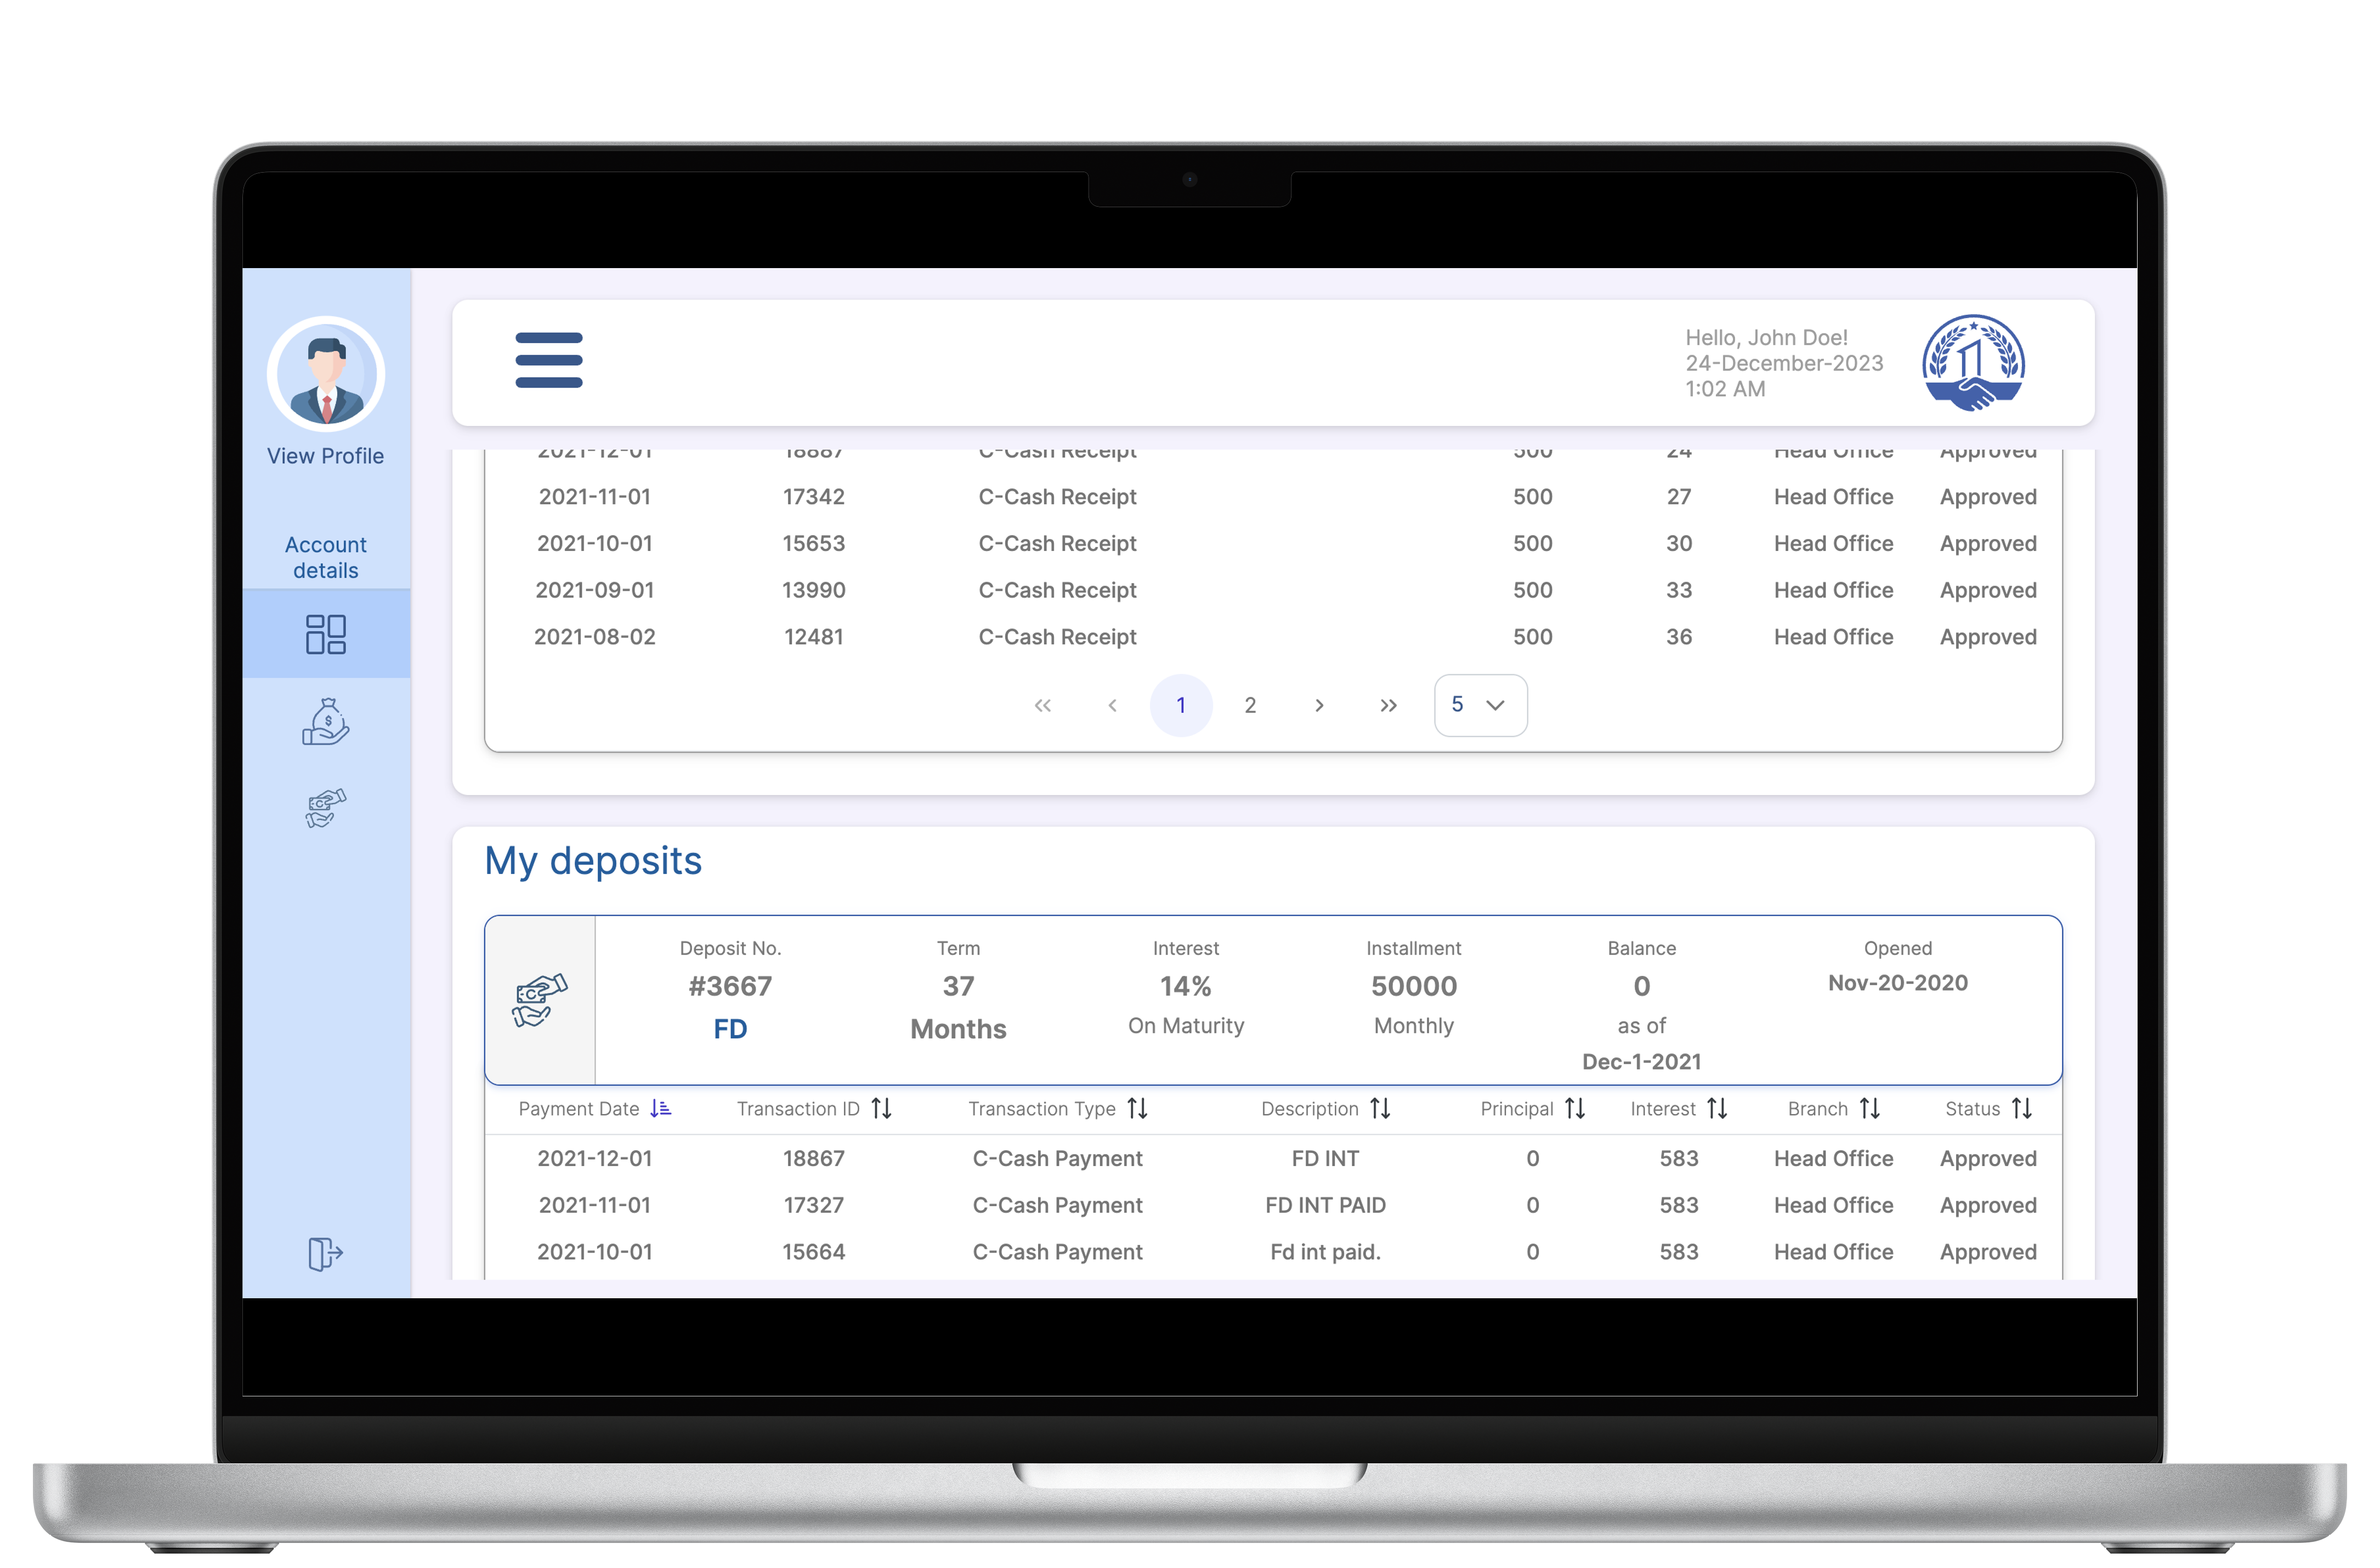 View Profile
Account
details
Hello, John Doe!
24-December-2023
1:02 AM
2021-12-01 18887 C-Cash Receipt 500 24 Head Office Approved
2021-11-01 17342 C-Cash Receipt 500 27 Head Office Approved
2021-10-01 15653 C-Cash Receipt 500 30 Head Office Approved
2021-09-01 13990 C-Cash Receipt 500 33 Head Office Approved
2021-08-02 12481 C-Cash Receipt 500 36 Head Office Approved
« ‹ 1 2 › » 5
My deposits
Deposit No. Term Interest Installment Balance Opened
#3667 37 14% 50000 0 Nov-20-2020
FD Months On Maturity Monthly as of
Dec-1-2021
Payment Date Transaction ID Transaction Type Description Principal Interest Branch Status
2021-12-01 18867 C-Cash Payment FD INT 0 583 Head Office Approved
2021-11-01 17327 C-Cash Payment FD INT PAID 0 583 Head Office Approved
2021-10-01 15664 C-Cash Payment Fd int paid. 0 583 Head Office Approved